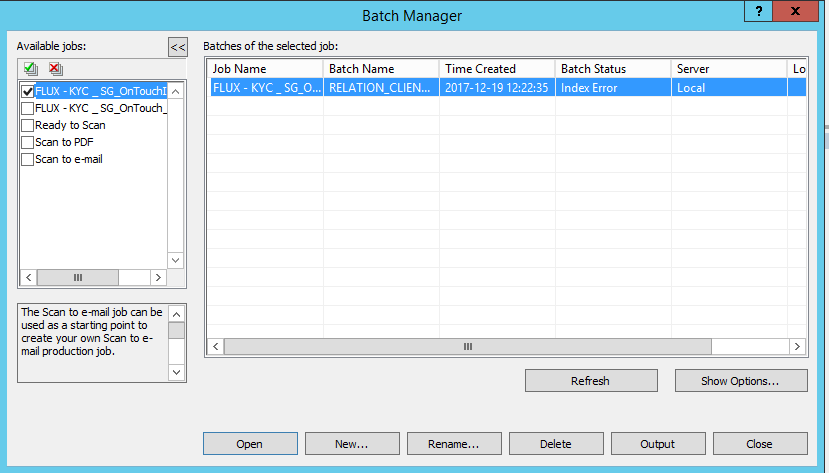 Batch Manager
?
x
Available jobs:
<<
Batches of the selected job:
FLUX - KYC _ SG_OnTouchI
FLUX - KYC _ SG_OnTouch_
Ready to Scan
Scan to PDF
Scan to e-mail
Job Name Batch Name Time Created Batch Status Server Lo
FLUX - KYC _ SG_O... RELATION_CLIEN... 2017-12-19 12:22:35 Index Error Local
The Scan to e-mail job can be
used as a starting point to
create your own Scan to e-
mail production job.
Refresh Show Options...
Open New... Rename... Delete Output Close